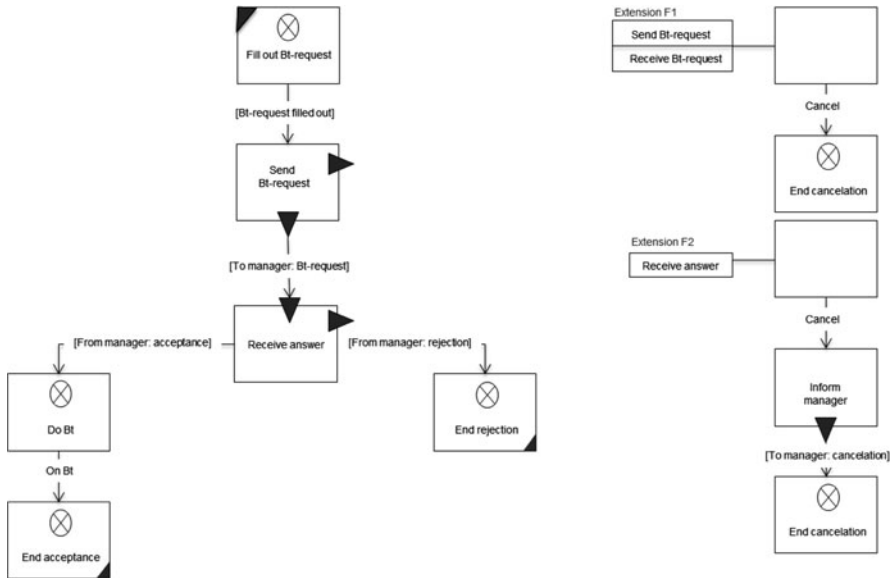 Fill out Bt-request
[Bt-request filled out]
Send
Bt-request
[To manager: Bt-request]
Receive answer
[From manager: acceptance]
[From manager: rejection]
Do Bt
On Bt
End acceptance
End rejection
Extension F1
Send Bt-request
Receive Bt-request
Cancel
End cancelation
Extension F2
Receive answer
Cancel
Inform
manager
[To manager: cancelation]
End cancelation